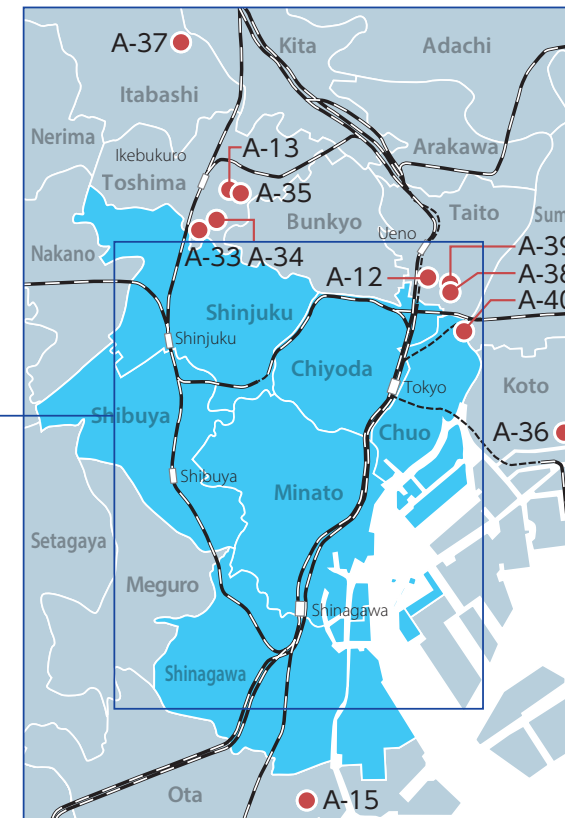 A-37
Kita
Adachi
Itabashi
Nerima
Arakawa
Ikebukuro
A-13
Toshima
A-35
Bunkyo
Taito
Sum
Ueno
Nakano
A-33
A-34
A-12
A-39
A-38
A-40
Shinjuku
Shinjuku
Chiyoda
Tokyo
Koto
Shibuya
Chuo
A-36
Shibuya
Minato
Setagaya
Meguro
Shinagawa
Shinagawa
Ota
A-15